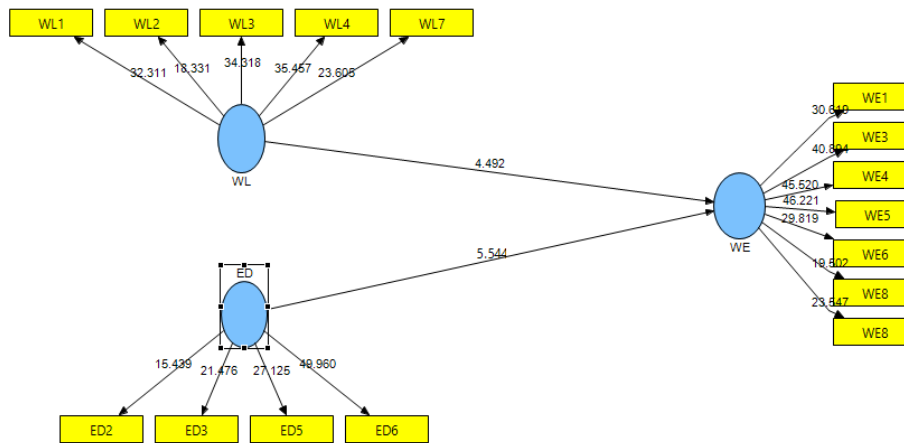 WL1 WL2 WL3 WL4 WL7
32.311 18.331 34.318 35.457 23.605
WL
4.492
WE1
30.619
WE3
40.894
WE4
45.520
46.221
WE5
29.819
WE
WE6
19.502
WE8
23.547
WE8
5.544
ED
15.439 21.476 27.125 49.960
ED2 ED3 ED5 ED6